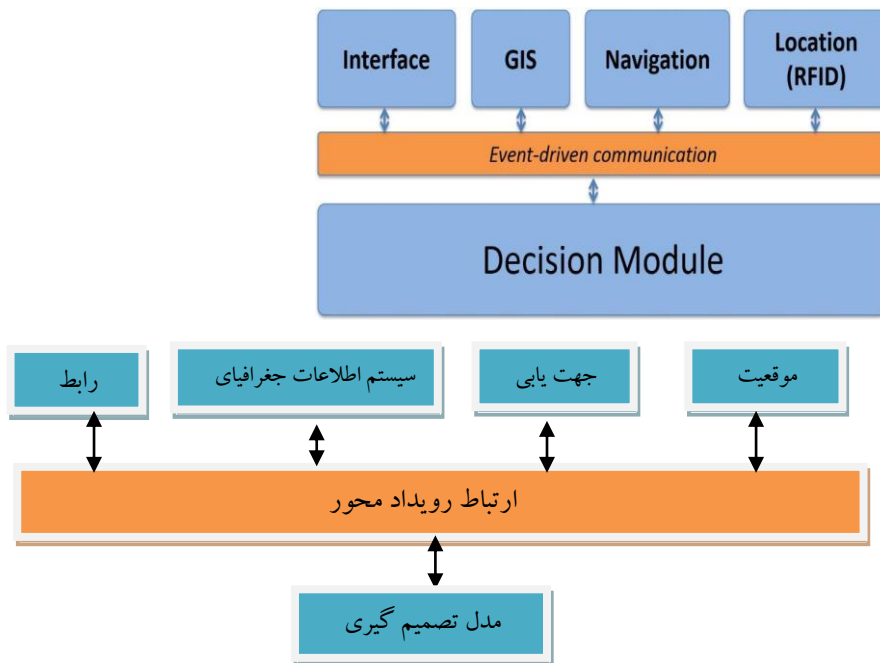 Interface
GIS
Navigation
Location
(RFID)
Event-driven communication
Decision Module
رابط
سیستم اطلاعات جغرافیای
جهت یابی
موقعیت
ارتباط رویداد محور
مدل تصمیم گیری